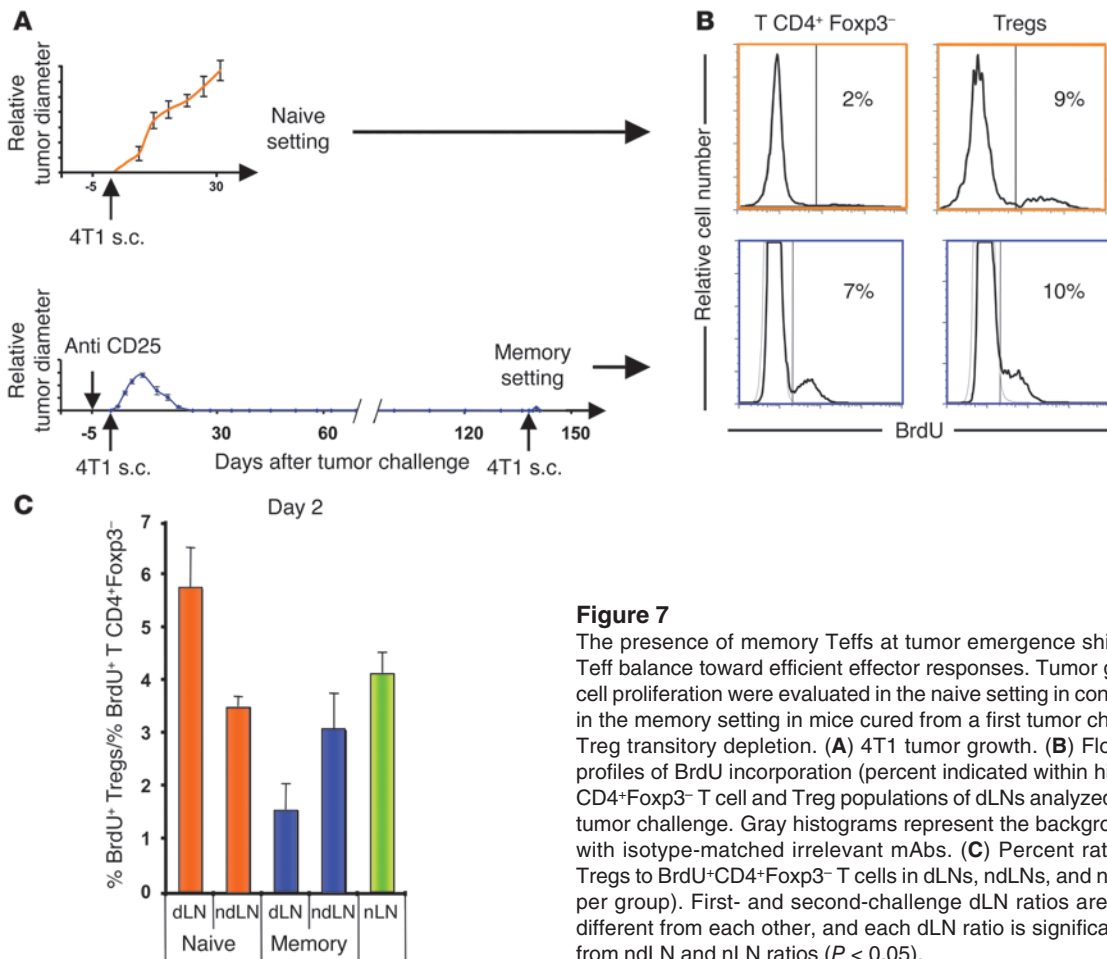 A
Relative
tumor diameter
-5
30
4T1 s.c.
Naive
setting
Relative
tumor diameter
Anti CD25
-5
30
60
120
150
4T1 s.c.
Days after tumor challenge
4T1 s.c.
Memory
setting
B
T CD4⁺ Foxp3⁻
Tregs
Relative cell number
2%
9%
7%
10%
BrdU
C
Day 2
% BrdU⁺ Tregs/% BrdU⁺ T CD4⁺Foxp3⁻
7
6
5
4
3
2
1
0
dLN
ndLN
dLN
ndLN
nLN
Naive
Memory
Figure 7
The presence of memory Teffs at tumor emergence
Teff balance toward efficient effector responses. Tumor
cell proliferation were evaluated in the naive setting in
in the memory setting in mice cured from a first tumor
Treg transitory depletion. (A) 4T1 tumor growth. (B)
profiles of BrdU incorporation (percent indicated within
CD4⁺Foxp3⁻ T cell and Treg populations of dLNs analyzed
tumor challenge. Gray histograms represent the
with isotype-matched irrelevant mAbs. (C) Percent
Tregs to BrdU⁺CD4⁺Foxp3⁻ T cells in dLNs, ndLNs, and
per group). First- and second-challenge dLN ratios are
different from each other, and each dLN ratio is
from ndLN and nLN ratios (P < 0.05).